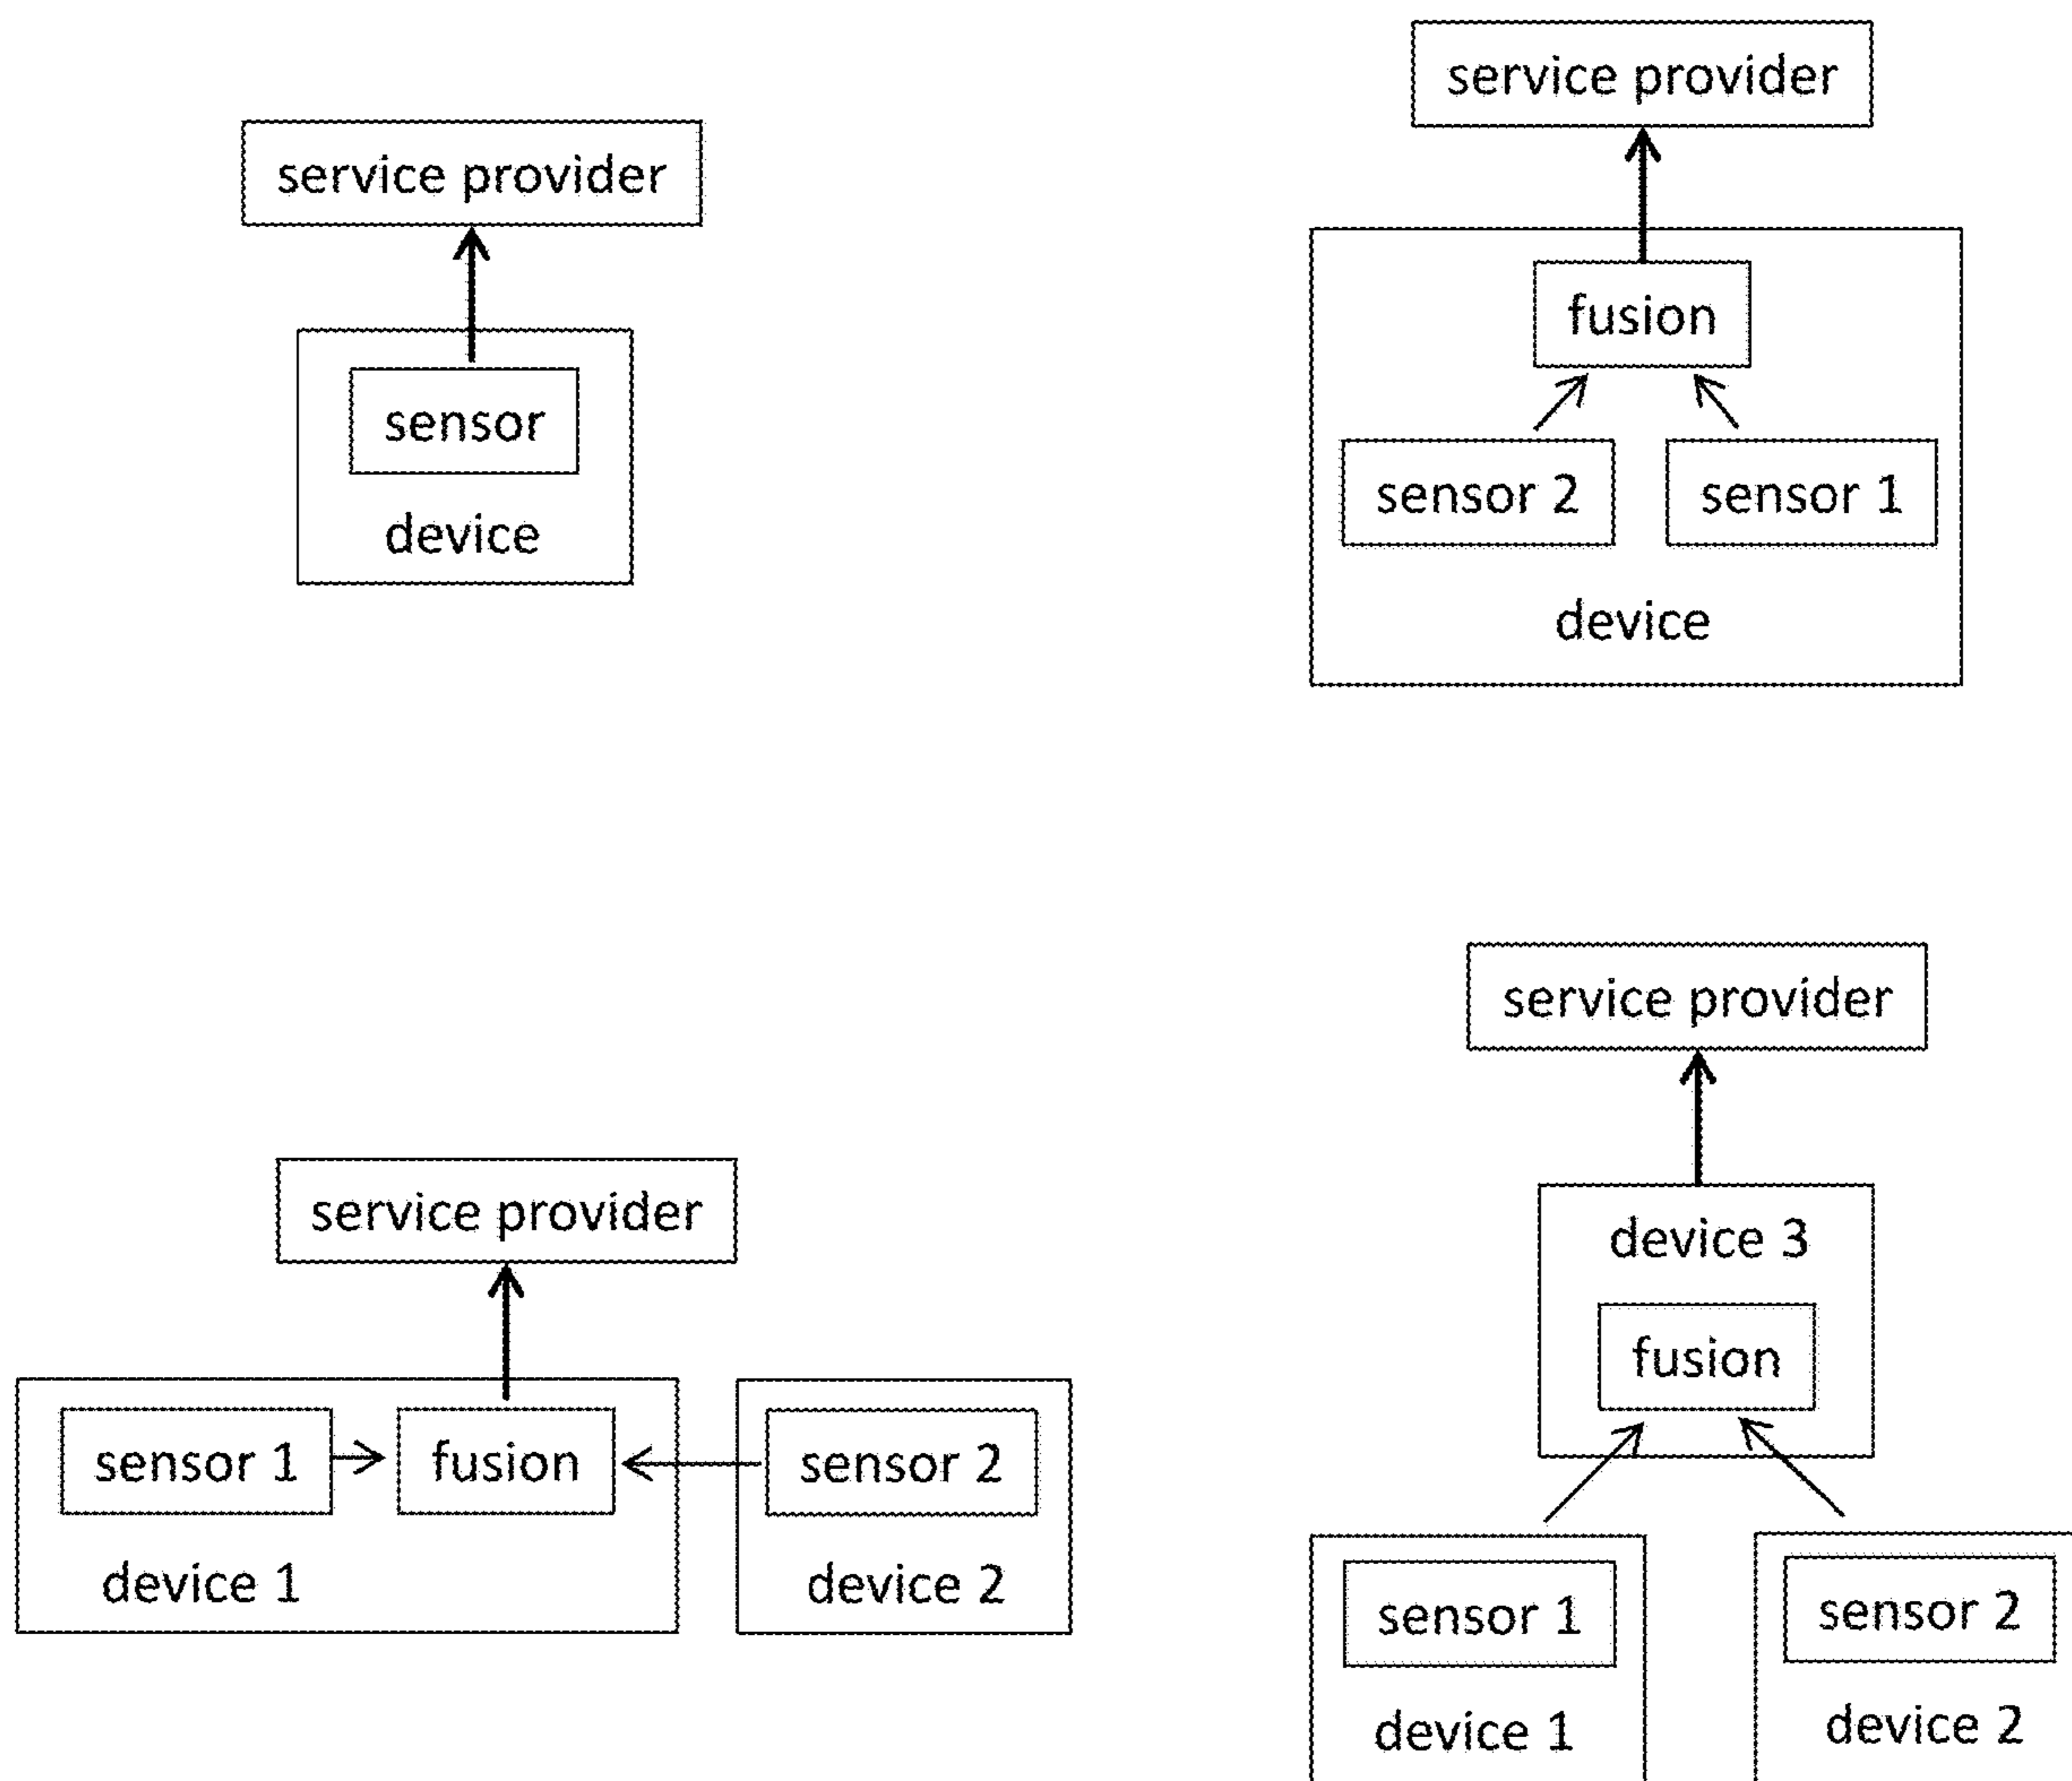 service provider
sensor
device
service provider
fusion
sensor 2 sensor 1
device
service provider
sensor 1 fusion sensor 2
device 1 device 2
service provider
device 3
fusion
sensor 1 sensor 2
device 1 device 2